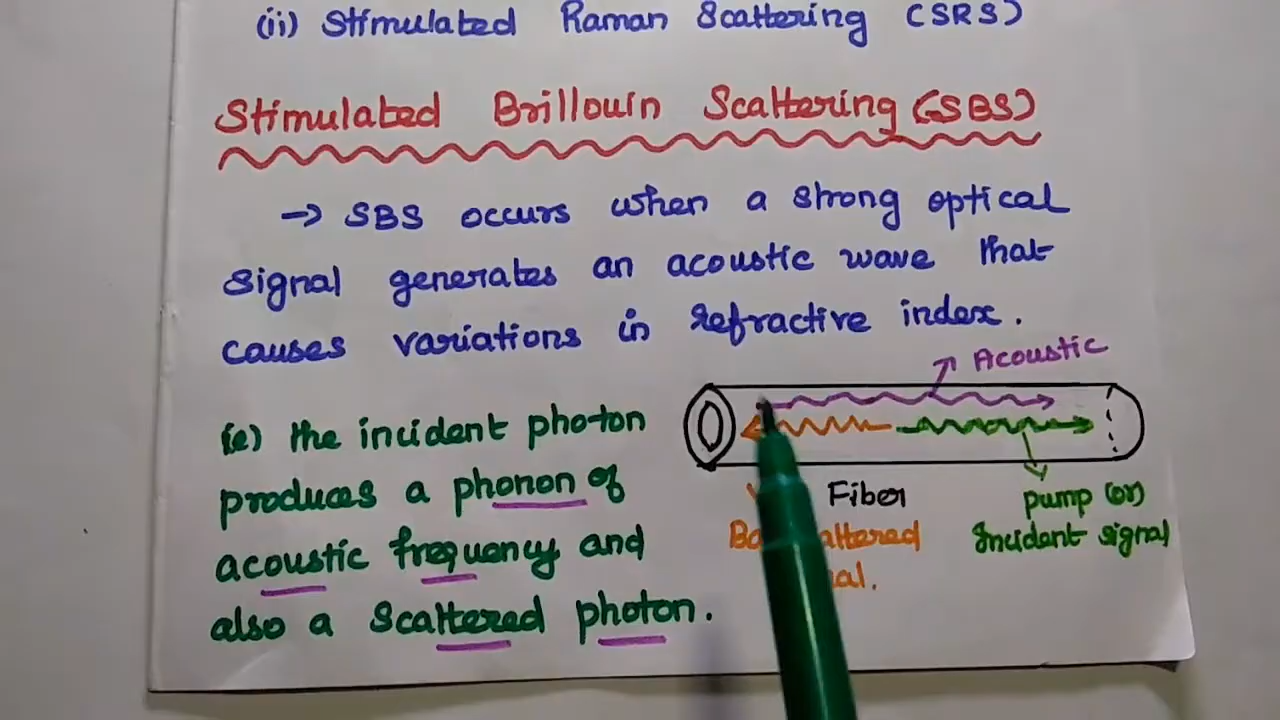 (ii) Stimulated Raman Scattering (SRS)
Stimulated Brillouin Scattering (SBS)
→ SBS occurs when a strong optical
signal generates an acoustic wave that
causes variations in refractive index.
(ie) the incident photon
produces a phonon of
acoustic frequency and
also a scattered photon.
Acoustic
Fiber
pump (or)
Incident signal